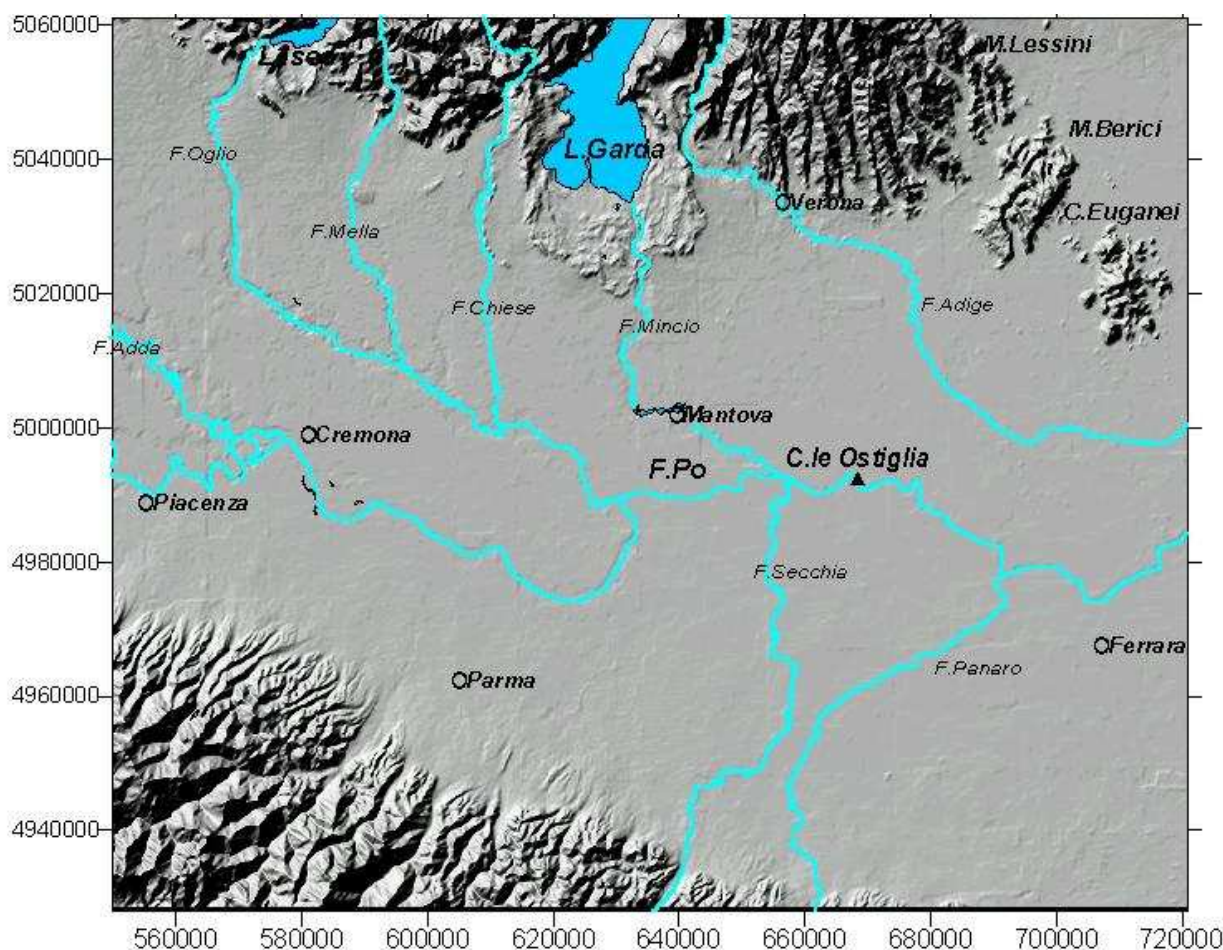 5060000
M.Lessini
L.Iseo
M.Berici
5040000
F.Oglio
L.Garda
Verona
C.Euganei
F.Mella
5020000
F.Chiese
F.Mincio
F.Adige
F.Adda
Mantova
5000000
Cremona
F.Po
C.le Ostiglia
Piacenza
4980000
F.Secchia
Ferrara
F.Panaro
4960000
Parma
4940000
560000 580000 600000 620000 640000 660000 680000 700000 720000